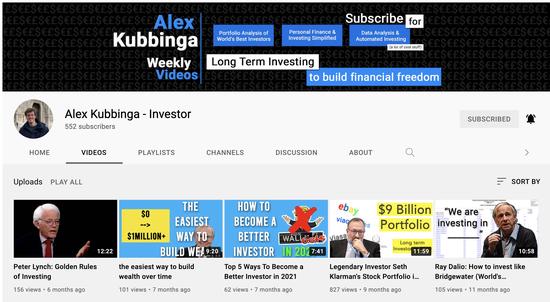 Alex
Kubbinga
Weekly
Videos
Subscribe for
Portfolio Analysis of
World's Best Investors
Personal Finance &
Investing Simplified
Data Analysis &
Automated Investing
(& lot of cool stuff!)
Long Term Investing
to build financial freedom
Alex Kubbinga - Investor
552 subscribers
SUBSCRIBED
HOME VIDEOS PLAYLISTS CHANNELS DISCUSSION ABOUT
Uploads PLAY ALL SORT BY
12:22
$0
-->
$1MILLION+
THE
EASIEST
WAY TO
BUILD
9:20
HOW TO
BECOME A
BETTER
INVESTOR
IN
WALL
7:41
ebay
$9 Billion
Portfolio
Long term
11:59
"We are
investing in
10:58
Peter Lynch: Golden Rules
of Investing
156 views • 6 months ago
the easiest way to build
wealth over time
101 views • 7 months ago
Top 5 Ways To Become a
Better Investor in 2021
62 views • 7 months ago
Legendary Investor Seth
Klarman's Stock Portfolio i...
827 views • 9 months ago
Ray Dalio: How to invest like
Bridgewater (World's...
105 views • 11 months ago